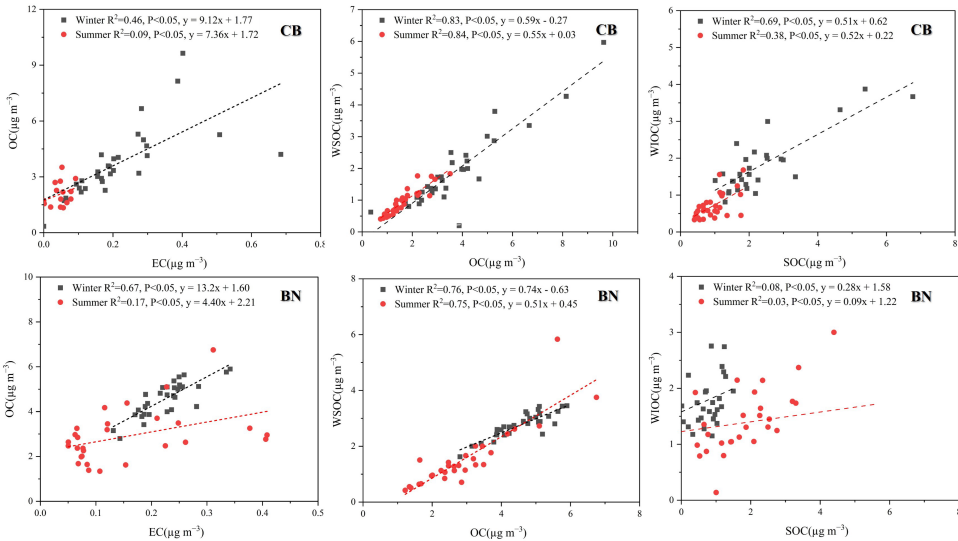 Winter R²=0.46, P<0.05, y = 9.12x + 1.77
Summer R²=0.09, P<0.05, y = 7.36x + 1.72
CB
12
9
6
3
0
OC(μg m⁻³)
0.0 0.2 0.4 0.6 0.8
EC(μg m⁻³)
Winter R²=0.83, P<0.05, y = 0.59x - 0.27
Summer R²=0.84, P<0.05, y = 0.55x + 0.03
CB
7
6
5
4
3
2
1
0
WSOC(μg m⁻³)
0 2 4 6 8 10
OC(μg m⁻³)
Winter R²=0.69, P<0.05, y = 0.51x + 0.62
Summer R²=0.38, P<0.05, y = 0.52x + 0.22
CB
5
4
3
2
1
0
WIOC(μg m⁻³)
0 2 4 6 8
SOC(μg m⁻³)
Winter R²=0.67, P<0.05, y = 13.2x + 1.60
Summer R²=0.17, P<0.05, y = 4.40x + 2.21
BN
10
8
6
4
2
0
OC(μg m⁻³)
0.0 0.1 0.2 0.3 0.4 0.5
EC(μg m⁻³)
Winter R²=0.76, P<0.05, y = 0.74x - 0.63
Summer R²=0.75, P<0.05, y = 0.51x + 0.45
BN
8
6
4
2
0
WSOC(μg m⁻³)
0 2 4 6 8
OC(μg m⁻³)
Winter R²=0.08, P<0.05, y = 0.28x + 1.58
Summer R²=0.03, P<0.05, y = 0.09x + 1.22
BN
4
3
2
1
0
WIOC(μg m⁻³)
0 2 4 6 8
SOC(μg m⁻³)